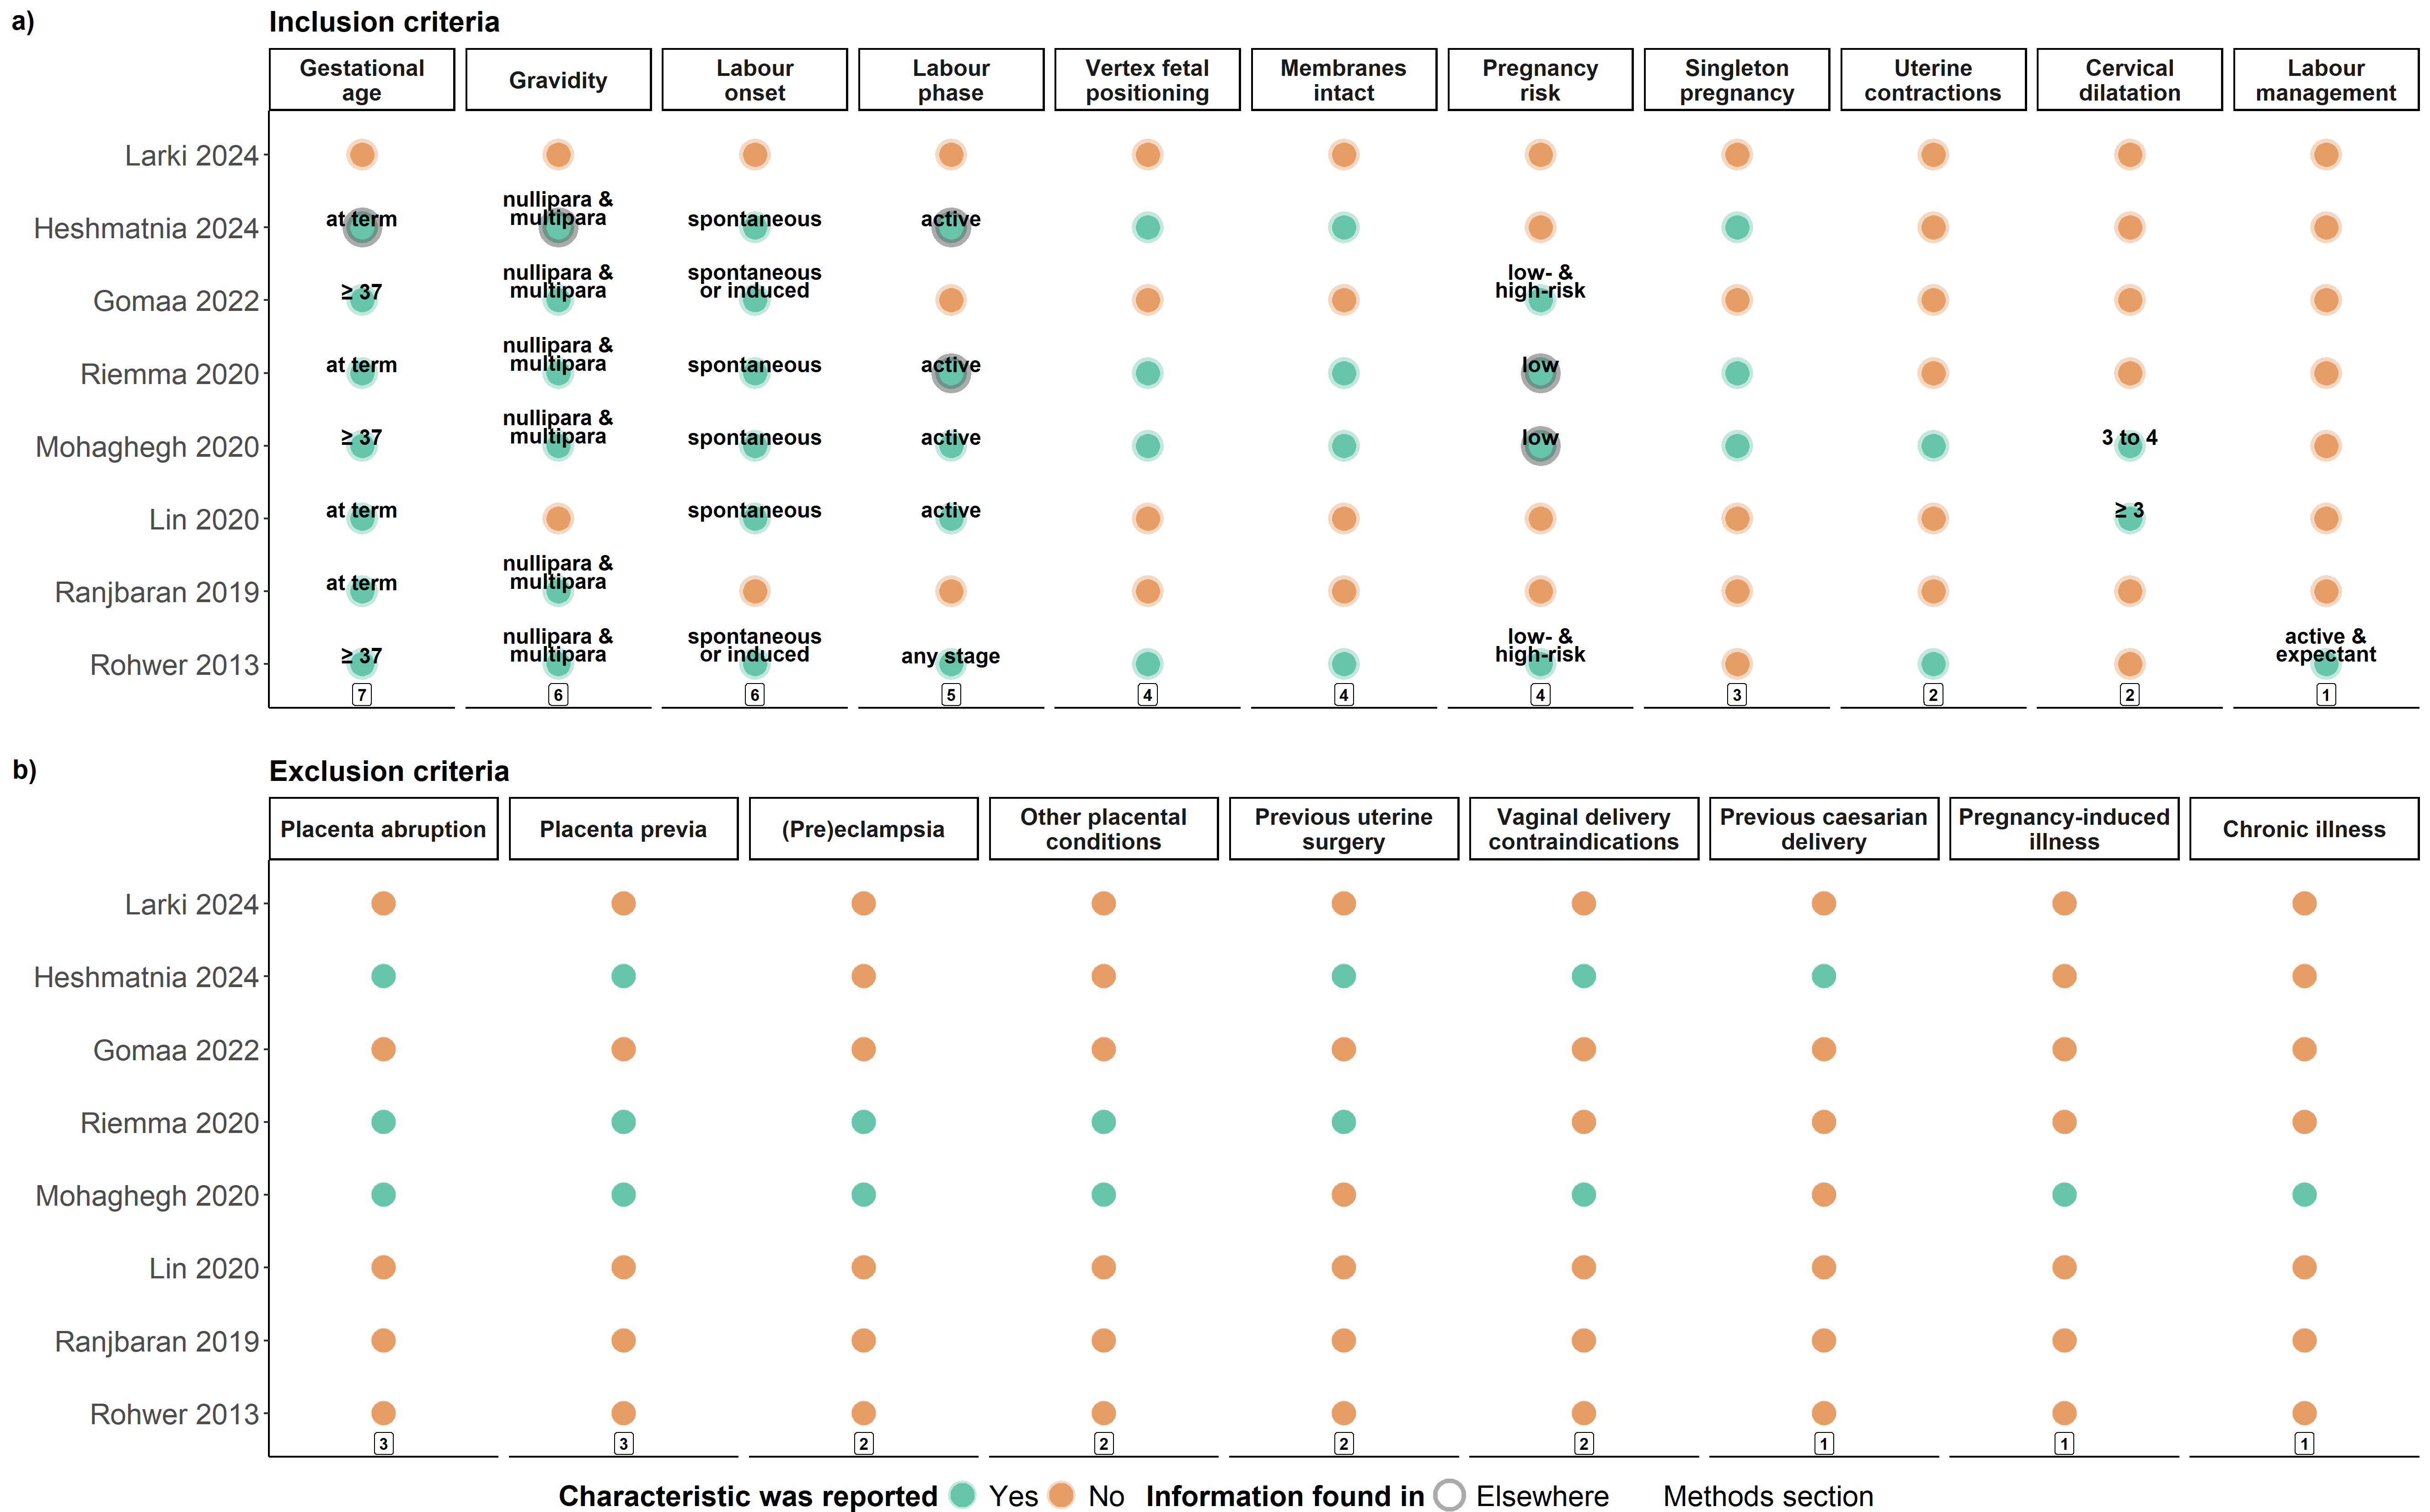 a)
Inclusion criteria
Gestational age
Gravidity
Labour onset
Labour phase
Vertex fetal positioning
Membranes intact
Pregnancy risk
Singleton pregnancy
Uterine contractions
Cervical dilatation
Labour management
Larki 2024
Heshmatnia 2024
at term
nullipara & multipara
spontaneous
active
Gomaa 2022
≥ 37
nullipara & multipara
spontaneous or induced
low- & high-risk
Riemma 2020
at term
nullipara & multipara
spontaneous
active
low
Mohaghegh 2020
≥ 37
nullipara & multipara
spontaneous
active
low
3 to 4
Lin 2020
at term
spontaneous
active
≥ 3
Ranjbaran 2019
at term
nullipara & multipara
Rohwer 2013
≥ 37
nullipara & multipara
spontaneous or induced
any stage
low- & high-risk
active & expectant
7 6 6 5 4 4 4 3 2 2 1
b)
Exclusion criteria
Placenta abruption
Placenta previa
(Pre)eclampsia
Other placental conditions
Previous uterine surgery
Vaginal delivery contraindications
Previous caesarian delivery
Pregnancy-induced illness
Chronic illness
Larki 2024
Heshmatnia 2024
Gomaa 2022
Riemma 2020
Mohaghegh 2020
Lin 2020
Ranjbaran 2019
Rohwer 2013
3 3 2 2 2 2 1 1 1
Characteristic was reported Yes No Information found in Elsewhere Methods section